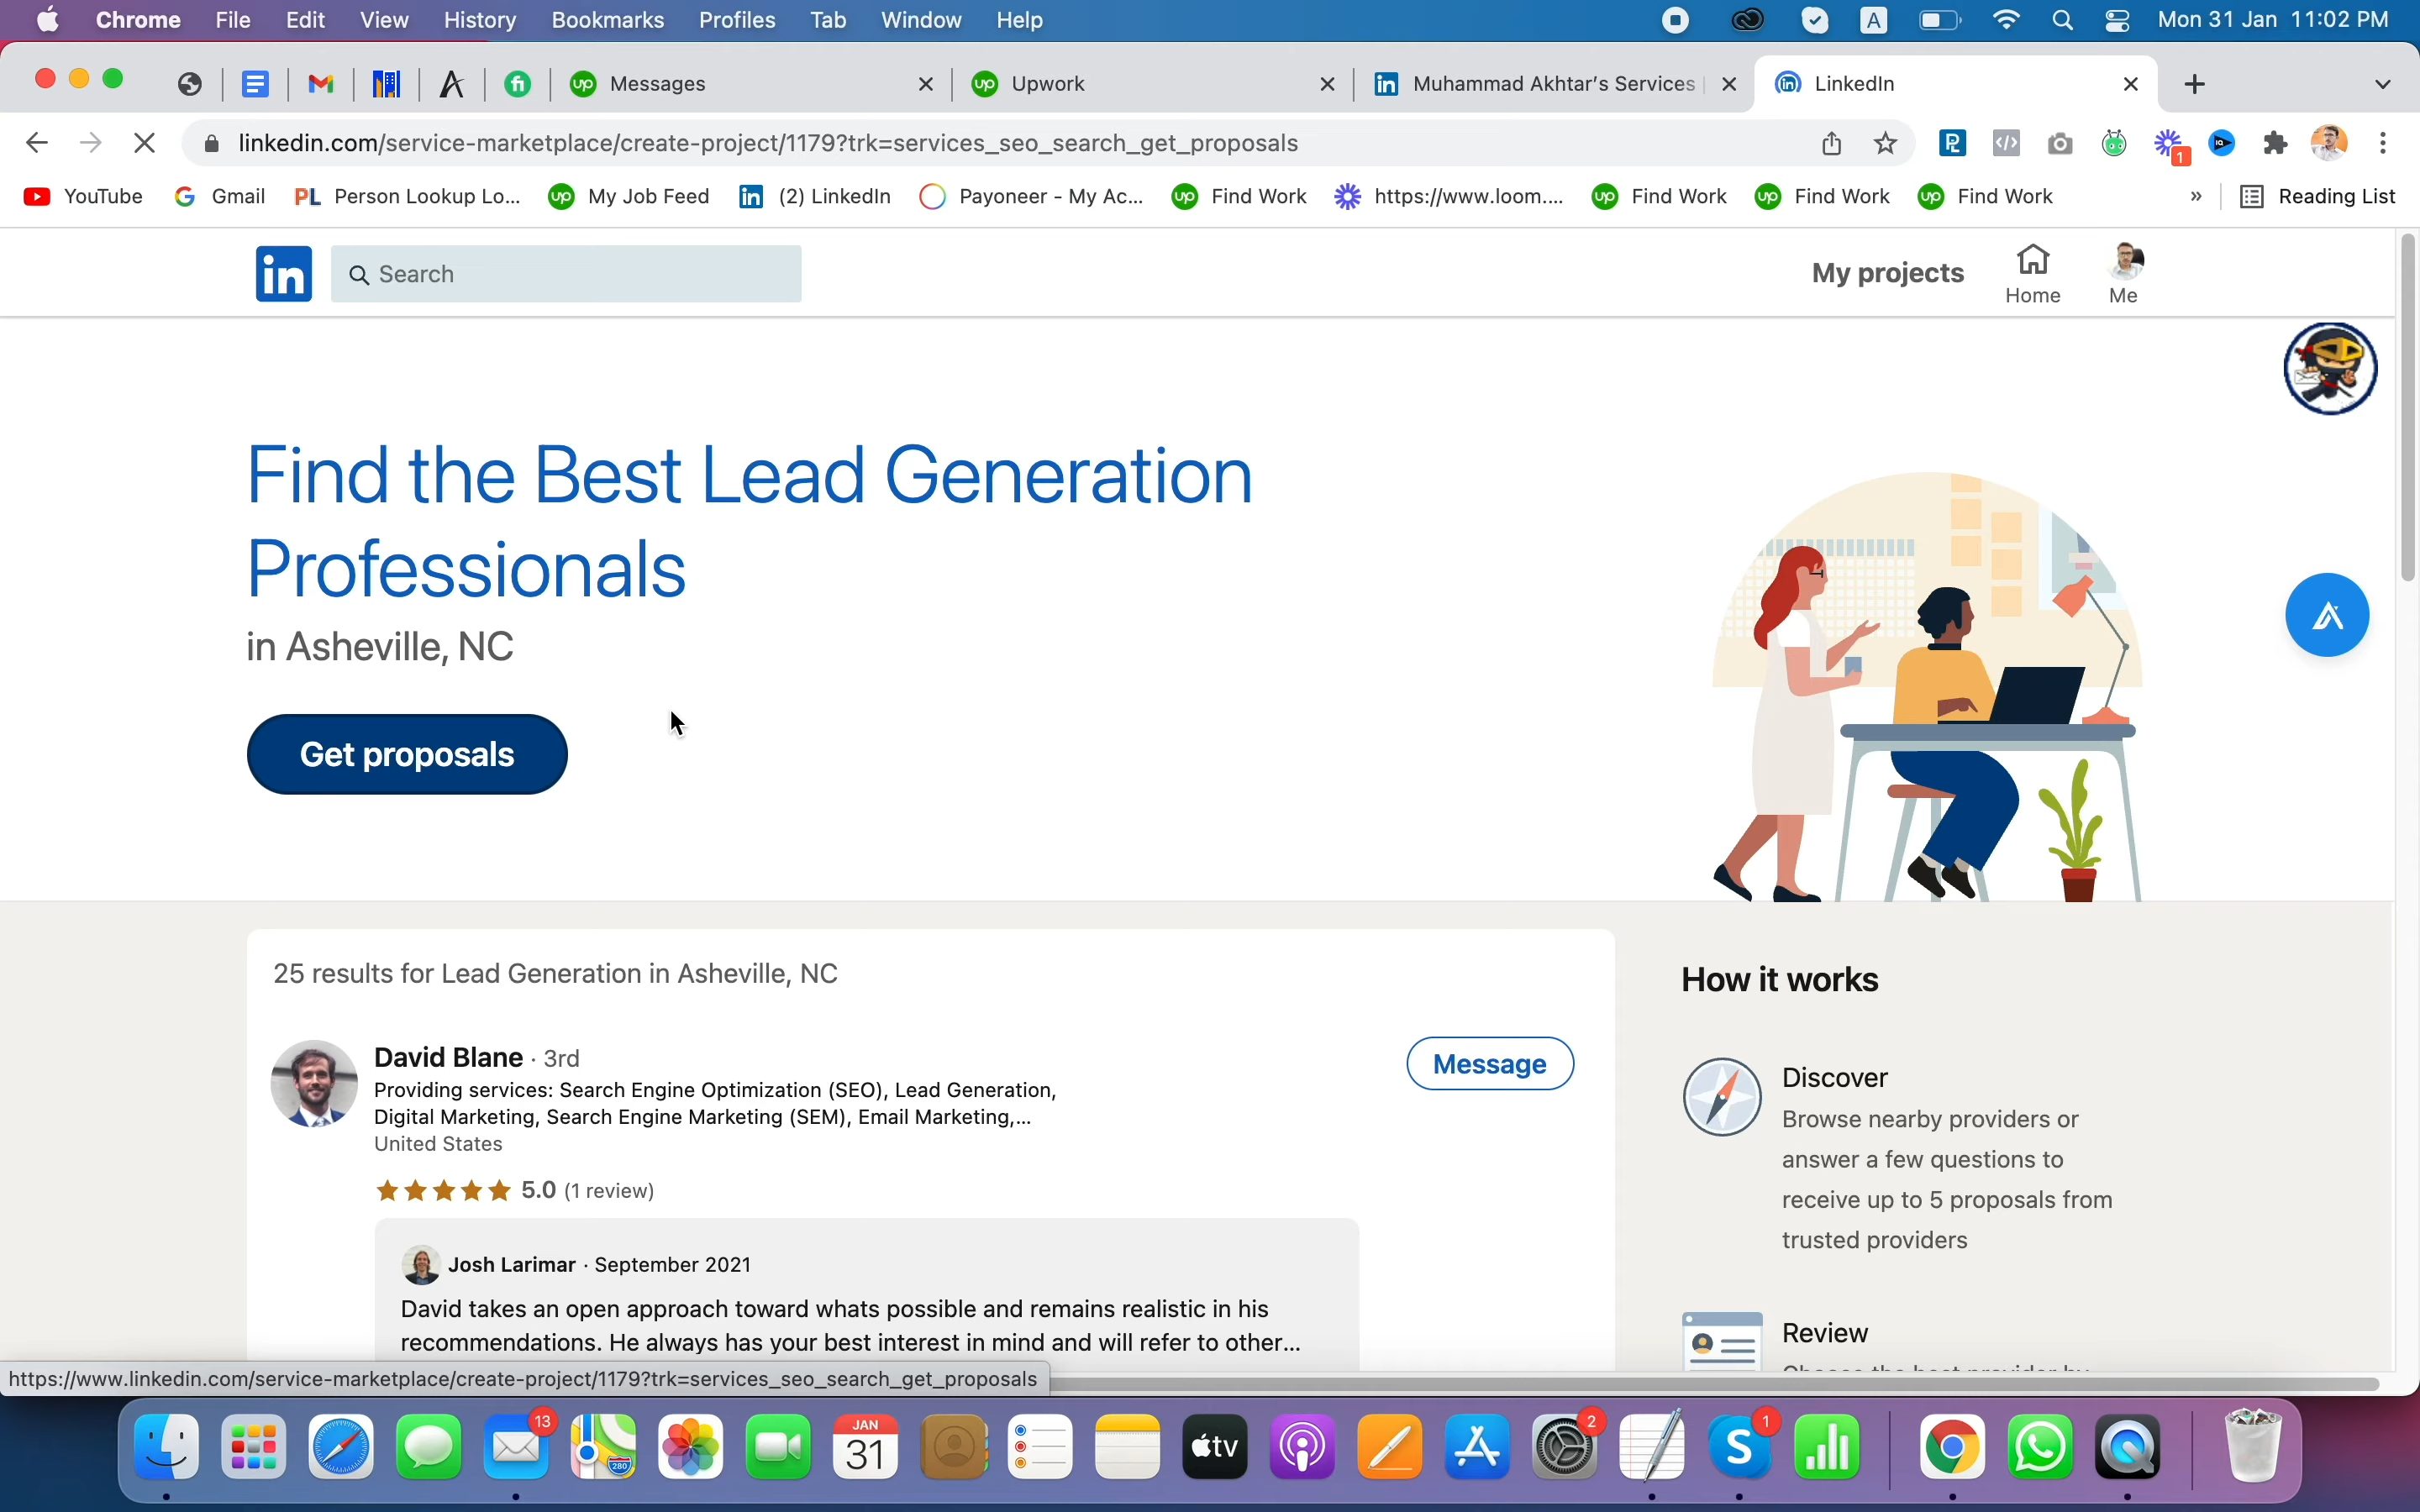 Chrome File Edit View History Bookmarks Profiles Tab Window Help A Mon 31 Jan 11:02 PM
Messages Upwork Muhammad Akhtar's Services LinkedIn
linkedin.com/service-marketplace/create-project/1179?trk=services_seo_search_get_proposals
1
YouTube Gmail PL Person Lookup Lo... My Job Feed (2) LinkedIn Payoneer - My Ac... Find Work https://www.loom.... Find Work Find Work Find Work » Reading List
in Search My projects
Home Me
Find the Best Lead Generation
Professionals
in Asheville, NC
Get proposals
25 results for Lead Generation in Asheville, NC
David Blane · 3rd
Message
Providing services: Search Engine Optimization (SEO), Lead Generation,
Digital Marketing, Search Engine Marketing (SEM), Email Marketing,...
United States
5.0 (1 review)
Josh Larimar · September 2021
David takes an open approach toward whats possible and remains realistic in his
recommendations. He always has your best interest in mind and will refer to other...
How it works
Discover
Browse nearby providers or
answer a few questions to
receive up to 5 proposals from
trusted providers
Review
https://www.linkedin.com/service-marketplace/create-project/1179?trk=services_seo_search_get_proposals
13 280 JAN 31 tv 2 S 1